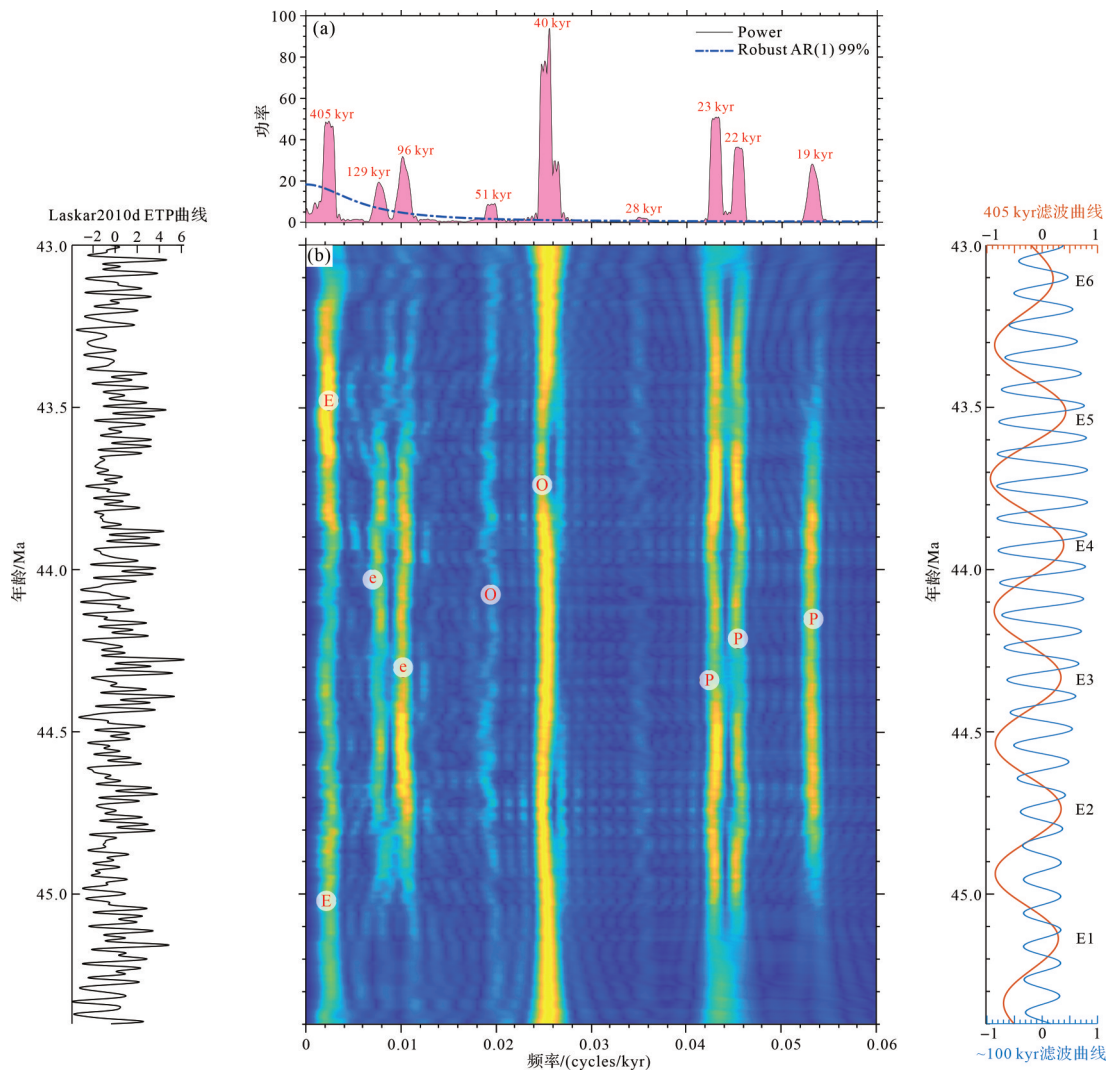 (a)
40 kyr
Power
Robust AR(1) 99%
100
80
60
40
20
0
功率
405 kyr
129 kyr
96 kyr
51 kyr
28 kyr
23 kyr
22 kyr
19 kyr
Laskar2010d ETP曲线
−2 0 2 4 6
43.0
43.5
44.0
44.5
45.0
年龄/Ma
(b)
E
O
e
O
P
e
P
P
E
0 0.01 0.02 0.03 0.04 0.05 0.06
频率/(cycles/kyr)
405 kyr滤波曲线
−1 0 1
43.0
43.5
44.0
44.5
45.0
年龄/Ma
E6
E5
E4
E3
E2
E1
−1 0 1
~100 kyr滤波曲线